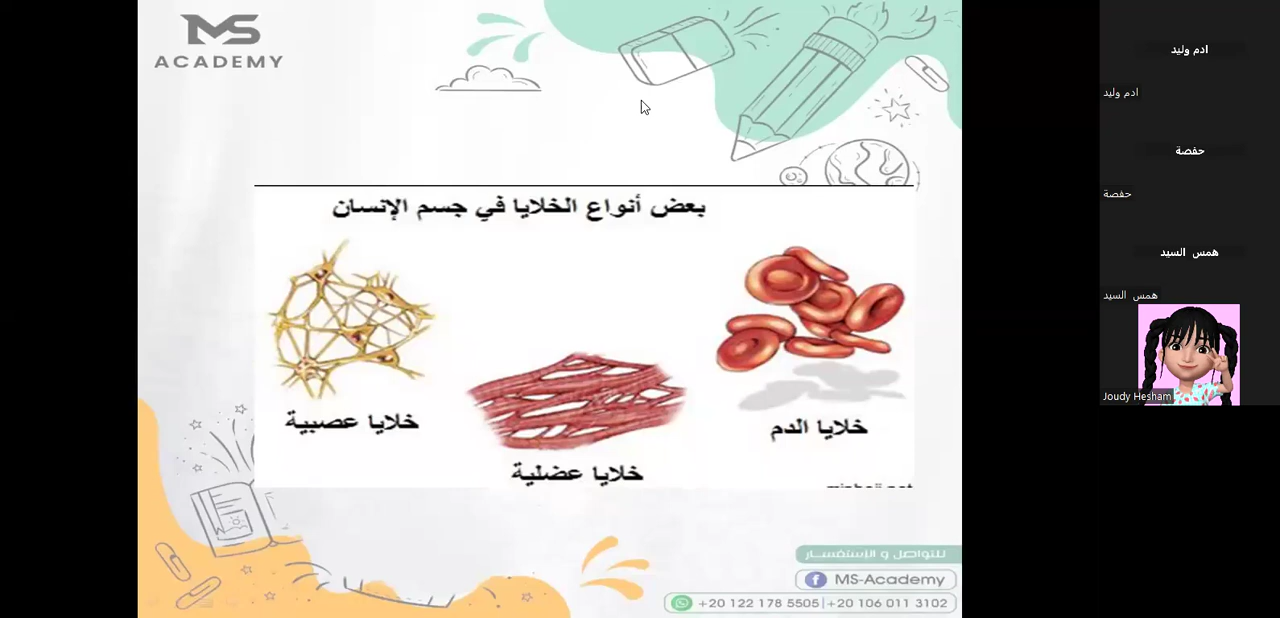 MS
ACADEMY
بعض أنواع الخلايا في جسم الإنسان
خلايا الدم
خلايا عضلية
خلايا عصبية
للتواصل و الإستفسار
MS-Academy
+20 122 178 5505|+20 106 011 3102
ادم وليد
ادم وليد
حفصة
حفصة
همس السيد
همس السيد
Joudy Hesham